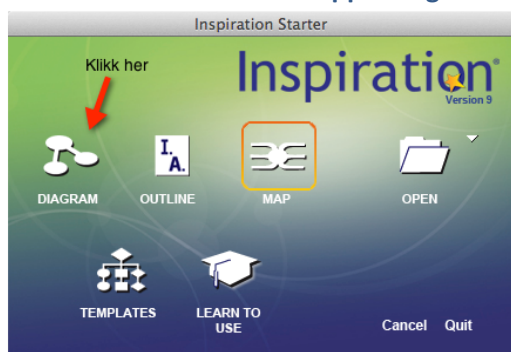 Inspiration Starter
Klikk her
Inspiration®
Version 9
I.
A.
DIAGRAM
OUTLINE
MAP
OPEN
TEMPLATES
LEARN TO
USE
Cancel
Quit